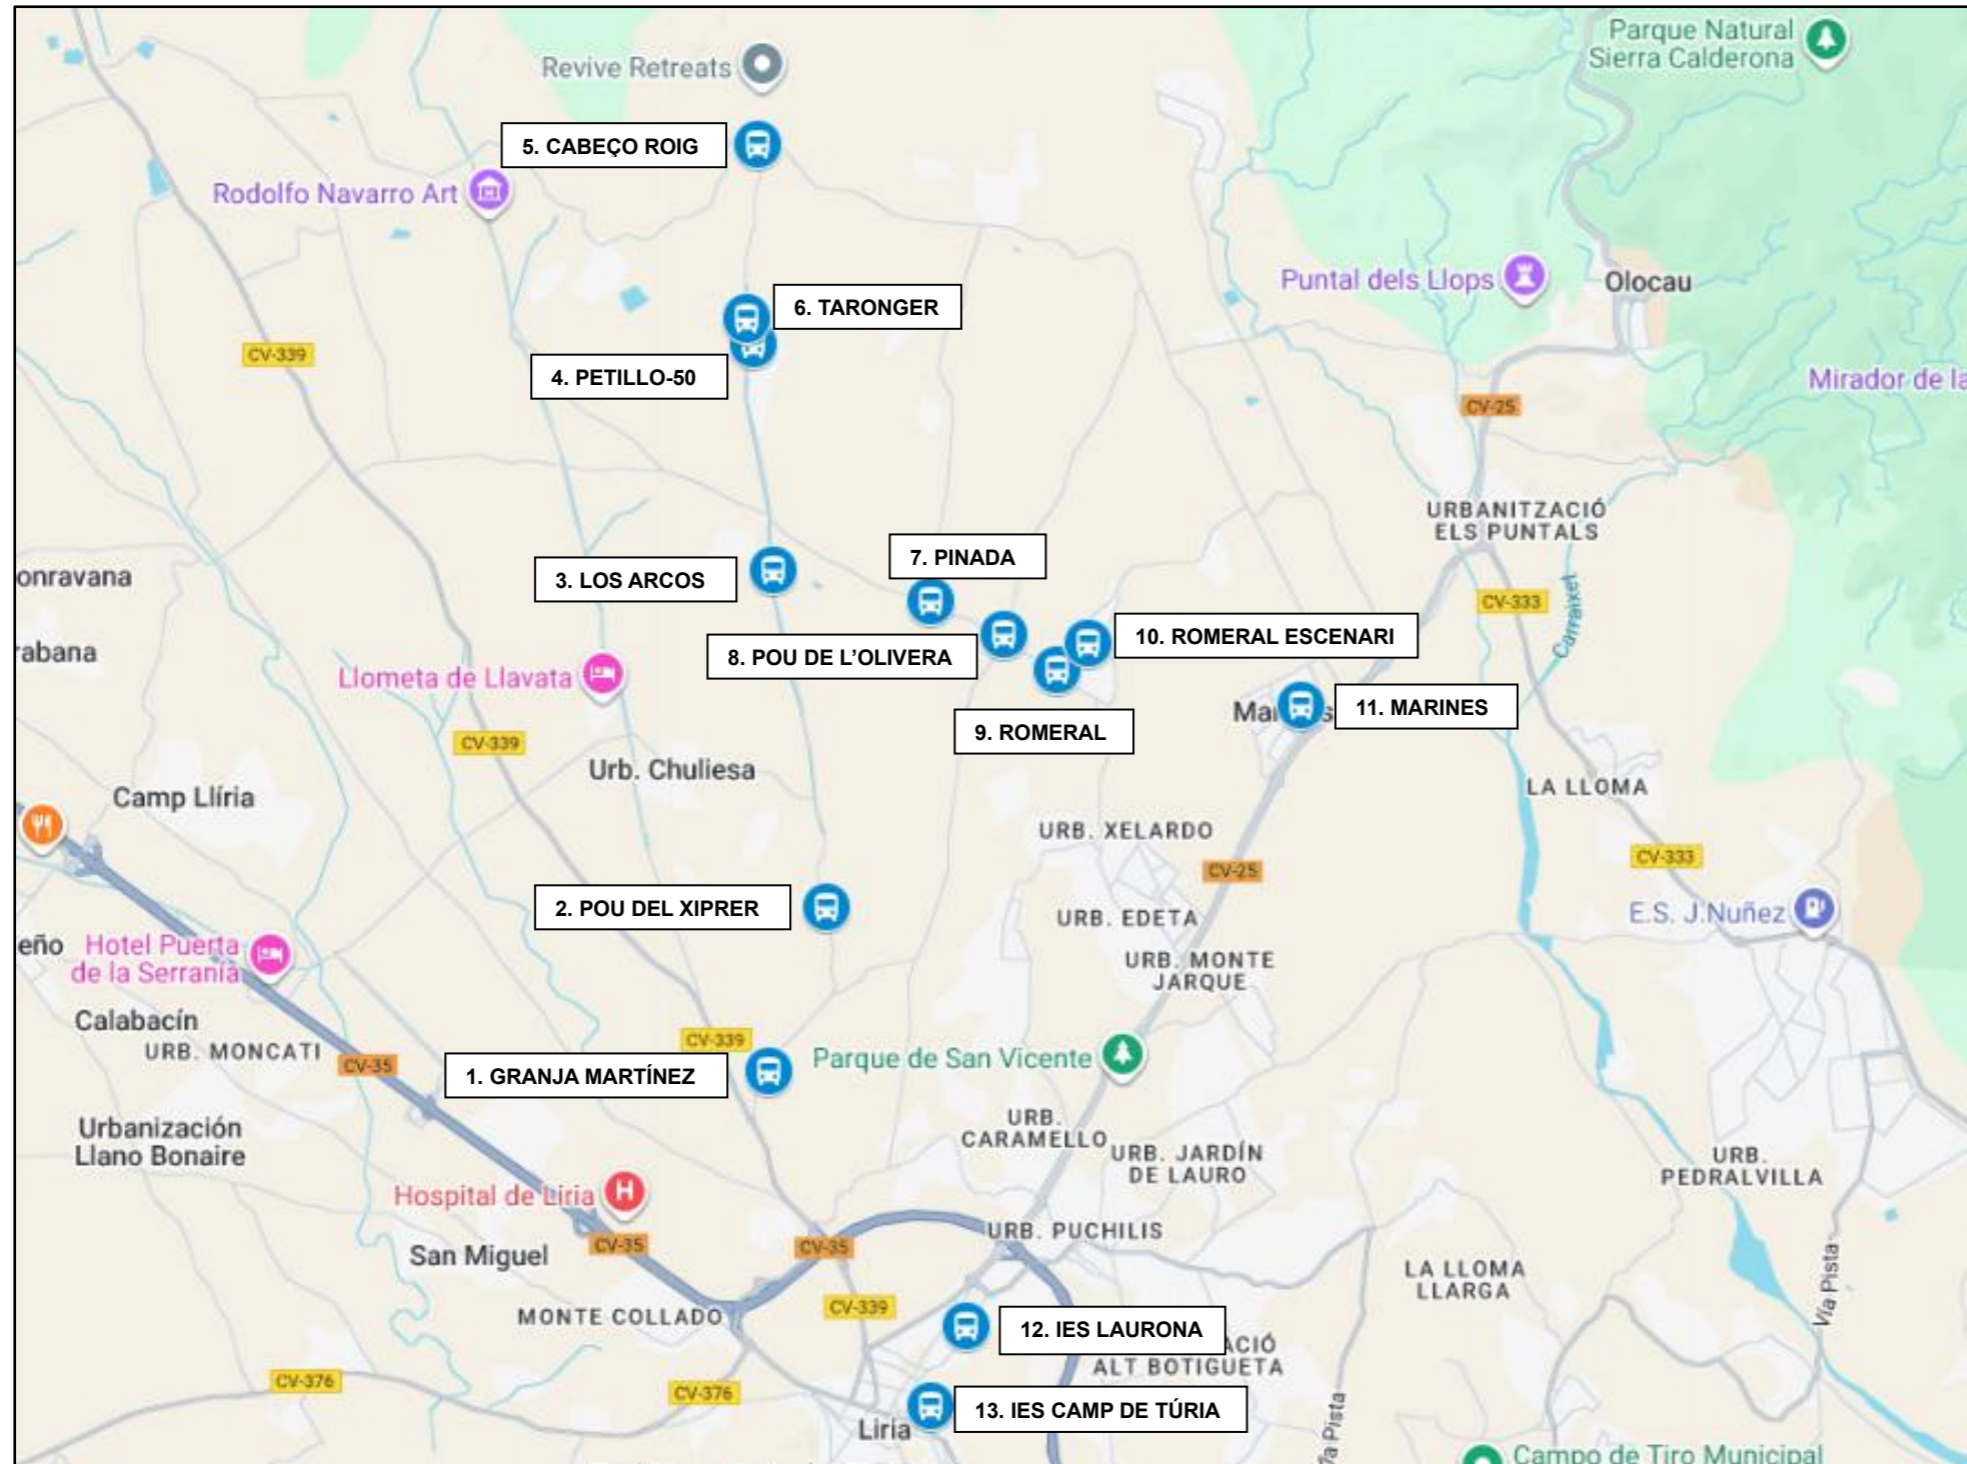 Parque Natural
Sierra Calderona
Revive Retreats
5. CABEÇO ROIG
Rodolfo Navarro Art
Puntal dels Llops
Olocau
6. TARONGER
CV-339
4. PETILLO-50
Mirador de la
CV-25
URBANITZACIÓ
ELS PUNTALS
onravana
7. PINADA
3. LOS ARCOS
CV-333
Carraixet
10. ROMERAL ESCENARI
rabana
8. POU DE L'OLIVERA
Llometa de Llavata
11. MARINES
9. ROMERAL
CV-339
Urb. Chuliesa
LA LLOMA
Camp Llíria
URB. XELARDO
CV-333
CV-25
2. POU DEL XIPRER
URB. EDETA
E.S. J.Nuñez
eño
Hotel Puerta
de la Serranía
URB. MONTE
JARQUE
Calabacín
URB. MONCATI
CV-339
CV-35
Parque de San Vicente
1. GRANJA MARTÍNEZ
Urbanización
Llano Bonaire
URB.
CARAMELLO
URB. JARDÍN
DE LAURO
URB.
PEDRALVILLA
Hospital de Liria
URB. PUCHILIS
CV-35
CV-35
San Miguel
LA LLOMA
LLARGA
Vía Pista
MONTE COLLADO
CV-339
12. IES LAURONA
ACIÓ
ALT BOTIGUETA
CV-376
CV-376
13. IES CAMP DE TÚRIA
Liria
ía Pista
Campo de Tiro Municipal